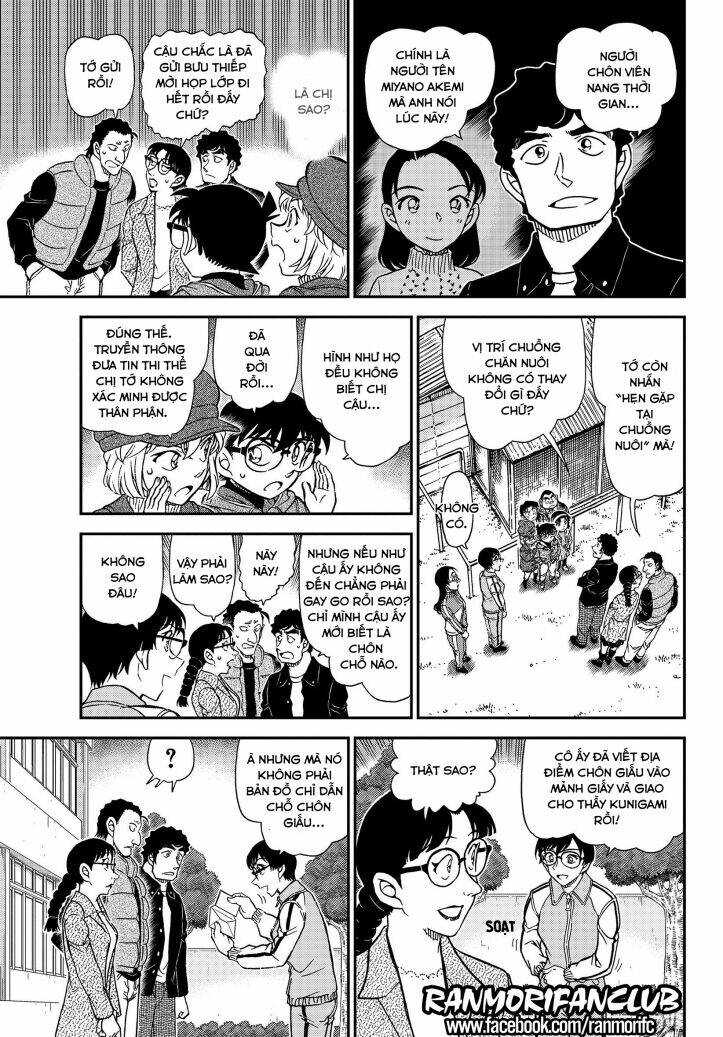 NGƯỜI
CHÔN VIÊN
NANG THỜI
GIAN...
CHÍNH LÀ
NGƯỜI TÊN
MIYANO AKEMI
MÀ ANH NÓI
LÚC NÃY!
LÀ CHỊ
SAO?
CẬU CHẮC LÀ ĐÃ
GỬI BƯU THIẾP
MỜI HỌP LỚP ĐI
HẾT RỒI ĐẤY
CHỨ?
TỚ GỬI
RỒI!
TỚ CÒN
NHẮN
“HẸN GẶP
TẠI
CHUỒNG
NUÔI” MÀ!
VỊ TRÍ CHUỒNG
CHĂN NUÔI
KHÔNG CÓ THAY
ĐỔI GÌ ĐẤY
CHỨ?
KHÔNG
CÓ.
HÌNH NHƯ HỌ
ĐỀU KHÔNG
BIẾT CHỊ
CẬU...
ĐÃ
QUA
ĐỜI
RỒI...
ĐÚNG THẾ.
TRUYỀN THÔNG
ĐƯA TIN THI THỂ
CHỊ TỚ KHÔNG
XÁC MINH ĐƯỢC
THÂN PHẬN.
NHƯNG NẾU NHƯ
CẬU ẤY KHÔNG
ĐẾN CHẲNG PHẢI
GAY GO RỒI SAO?
CHỈ MÌNH CẬU ẤY
MỚI BIẾT LÀ
CHÔN
CHỖ NÀO.
NÀY
NÀY!
VẬY PHẢI
LÀM SAO?
KHÔNG
SAO
ĐÂU!
CÔ ẤY ĐÃ VIẾT ĐỊA
ĐIỂM CHÔN GIẤU VÀO
MẢNH GIẤY VÀ GIAO
CHO THẦY KUNIGAMI
RỒI!
THẬT SAO?
SOẠT
À NHƯNG MÀ NÓ
KHÔNG PHẢI
BẢN ĐỒ CHỈ DẪN
CHỖ CHÔN
GIẤU...
?
RANMORIFANCLUB
www.facebook.com/ranmorifc